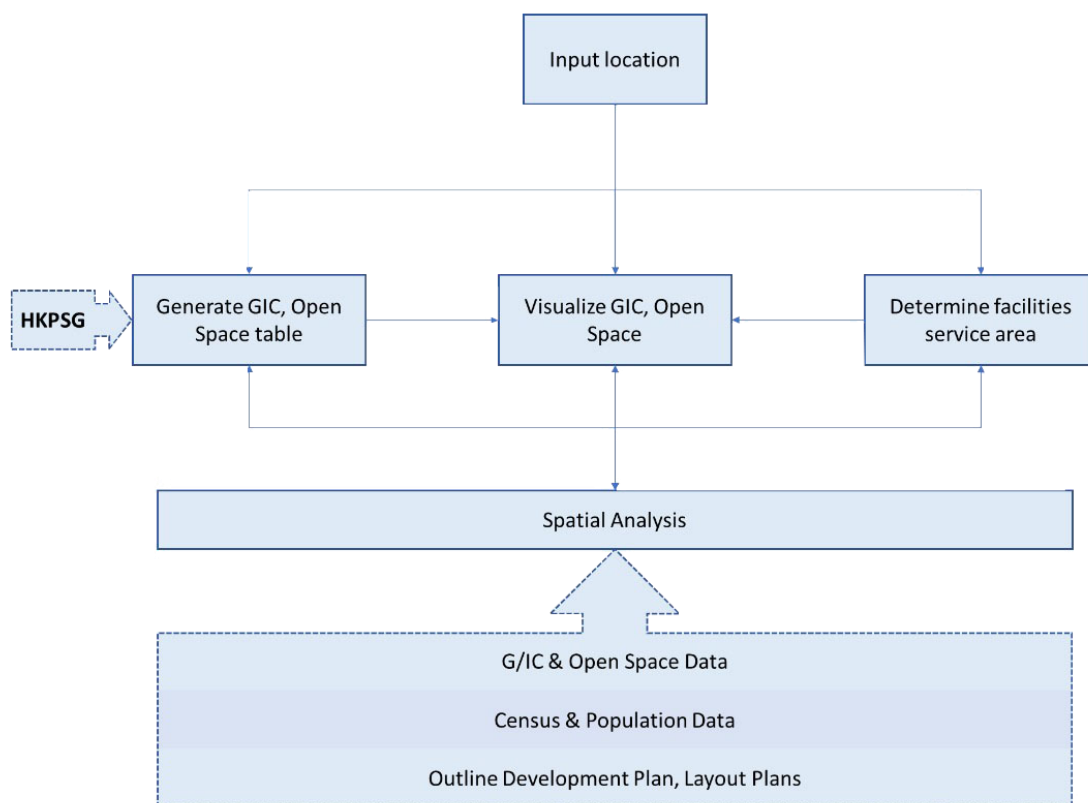 Input location
HKPSG
Generate GIC, Open
Space table
Visualize GIC, Open
Space
Determine facilities
service area
Spatial Analysis
G/IC & Open Space Data
Census & Population Data
Outline Development Plan, Layout Plans